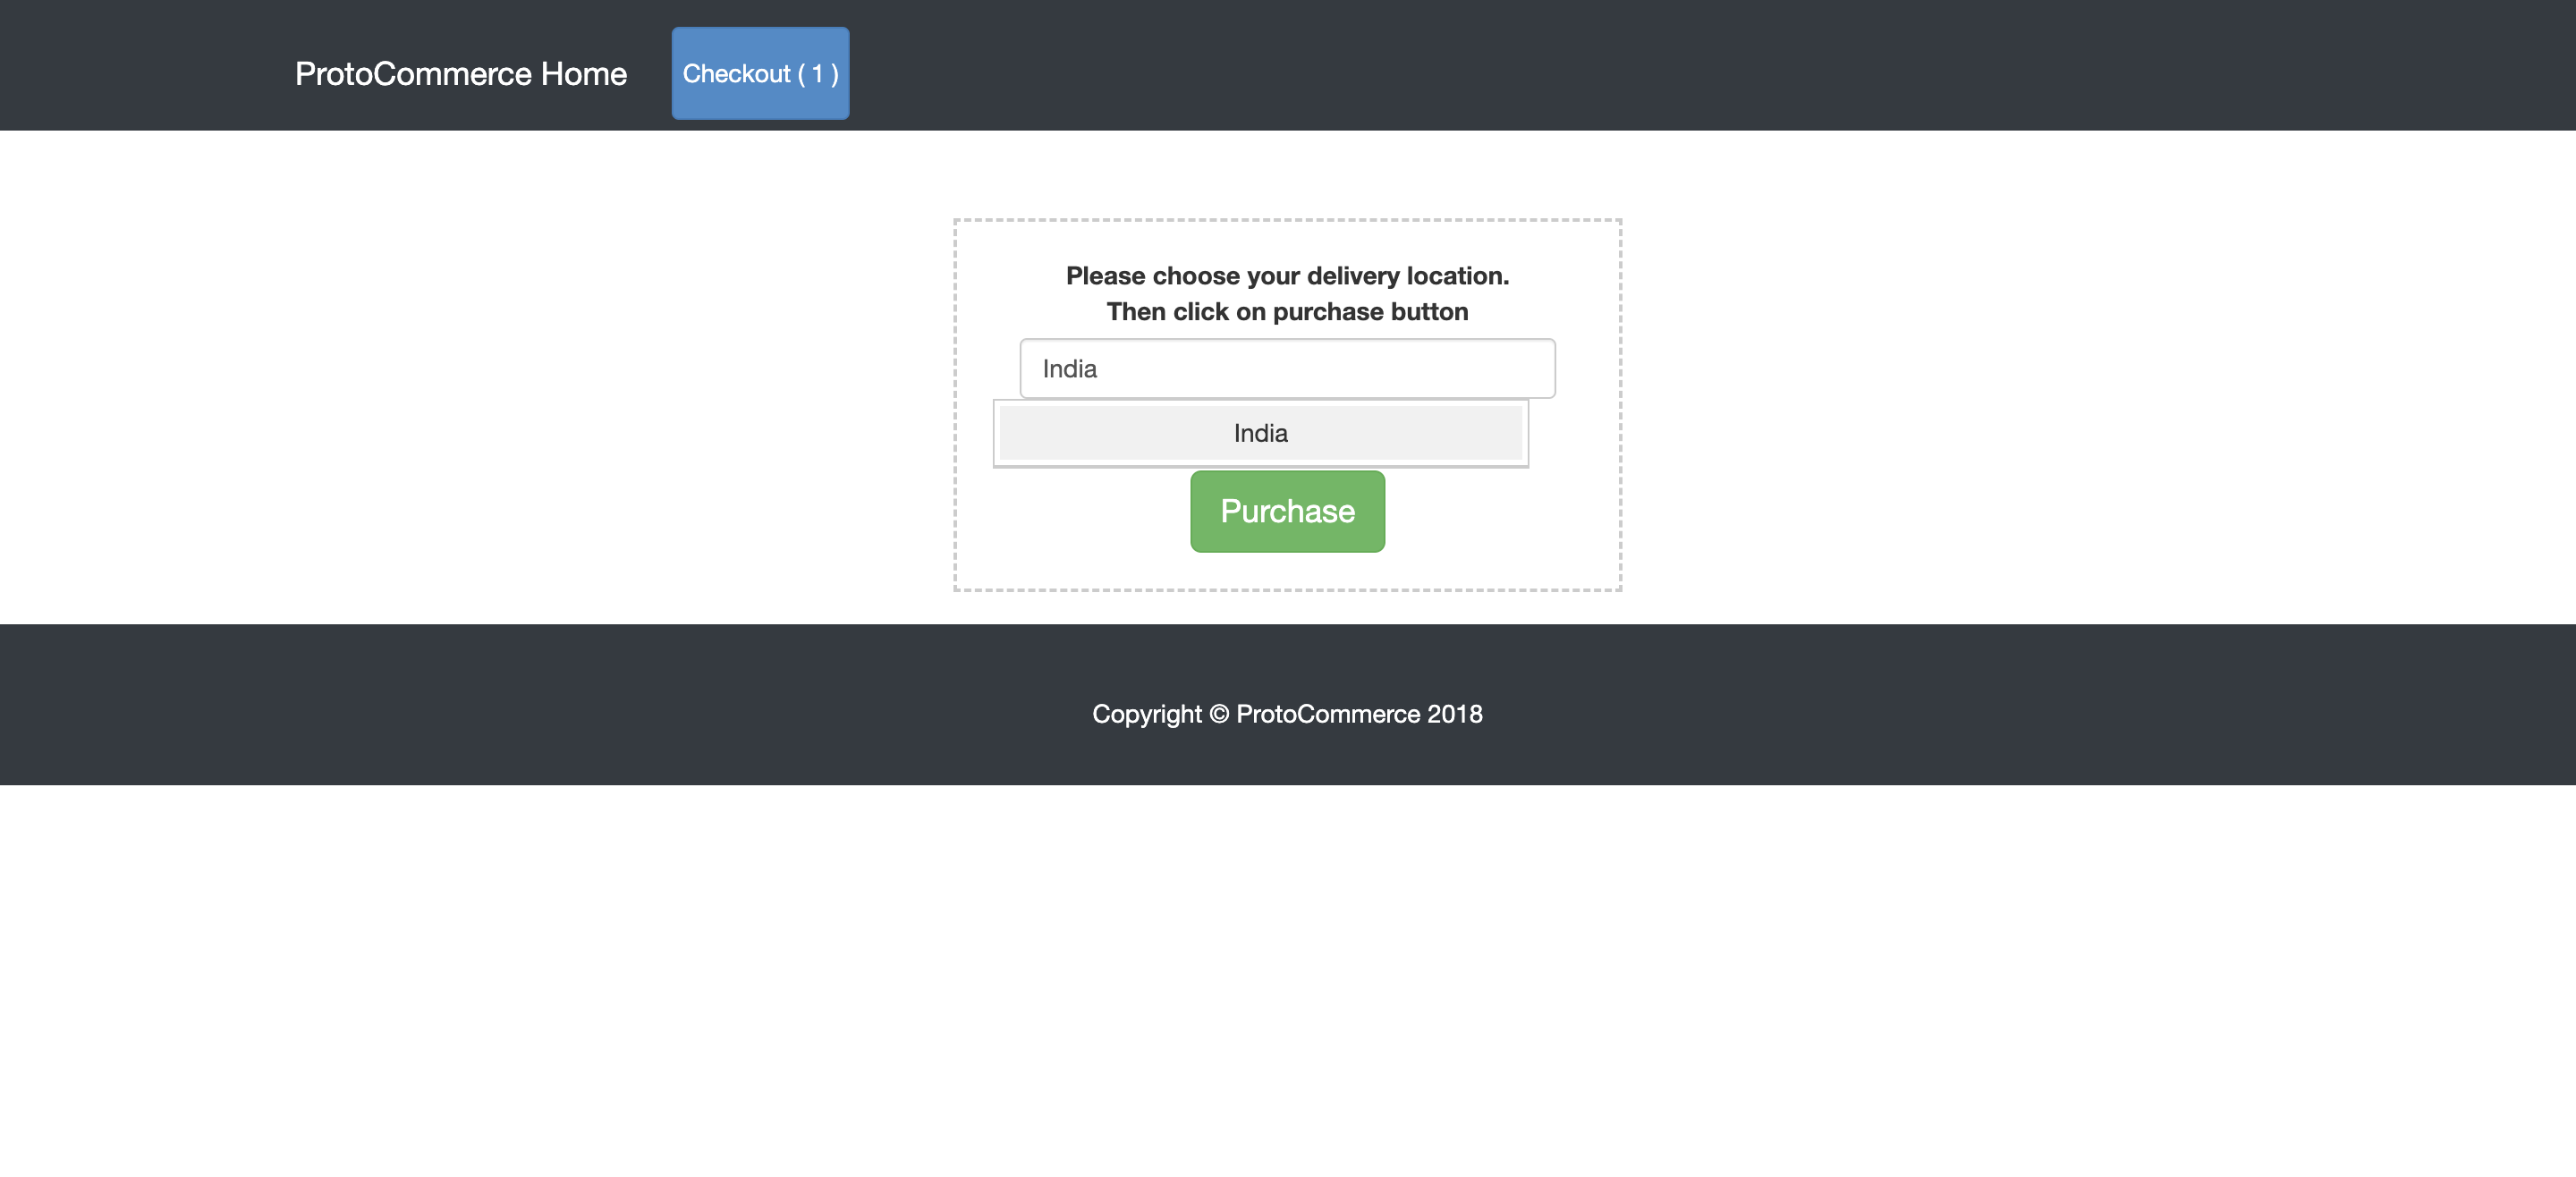 ProtoCommerce Home
Checkout ( 1 )
Please choose your delivery location.
Then click on purchase button
India
India
Purchase
Copyright © ProtoCommerce 2018